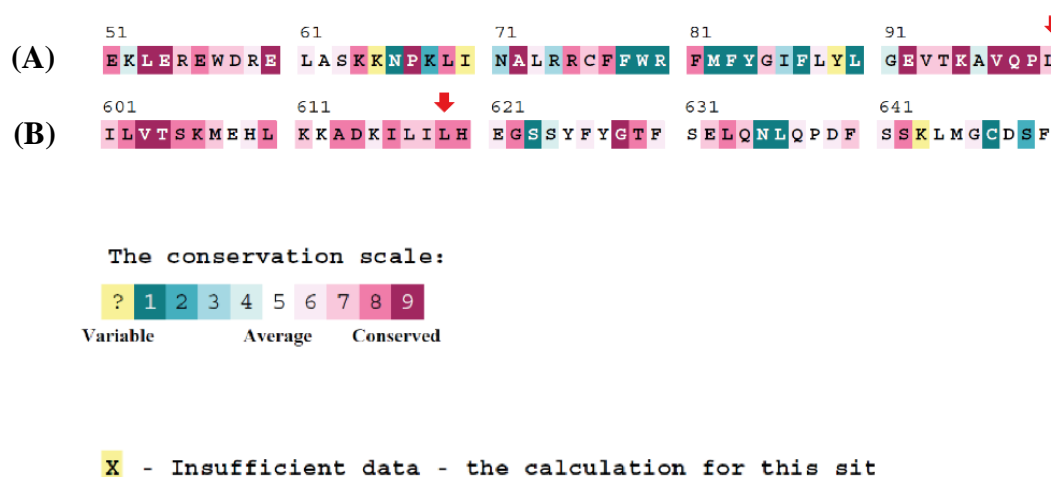 51 61 71 81 91
(A) EKLEREWDRE LASKKNPKLI NALRRCFFWR FMFYGIFLYL GEVTKAVQP
601 611 621 631 641
(B) ILVTSKMEHL KKADKILILH EGSSYFYGTF SELQNLQPDF SSKLMGCDSF
The conservation scale:
? 1 2 3 4 5 6 7 8 9
Variable Average Conserved
X - Insufficient data - the calculation for this sit